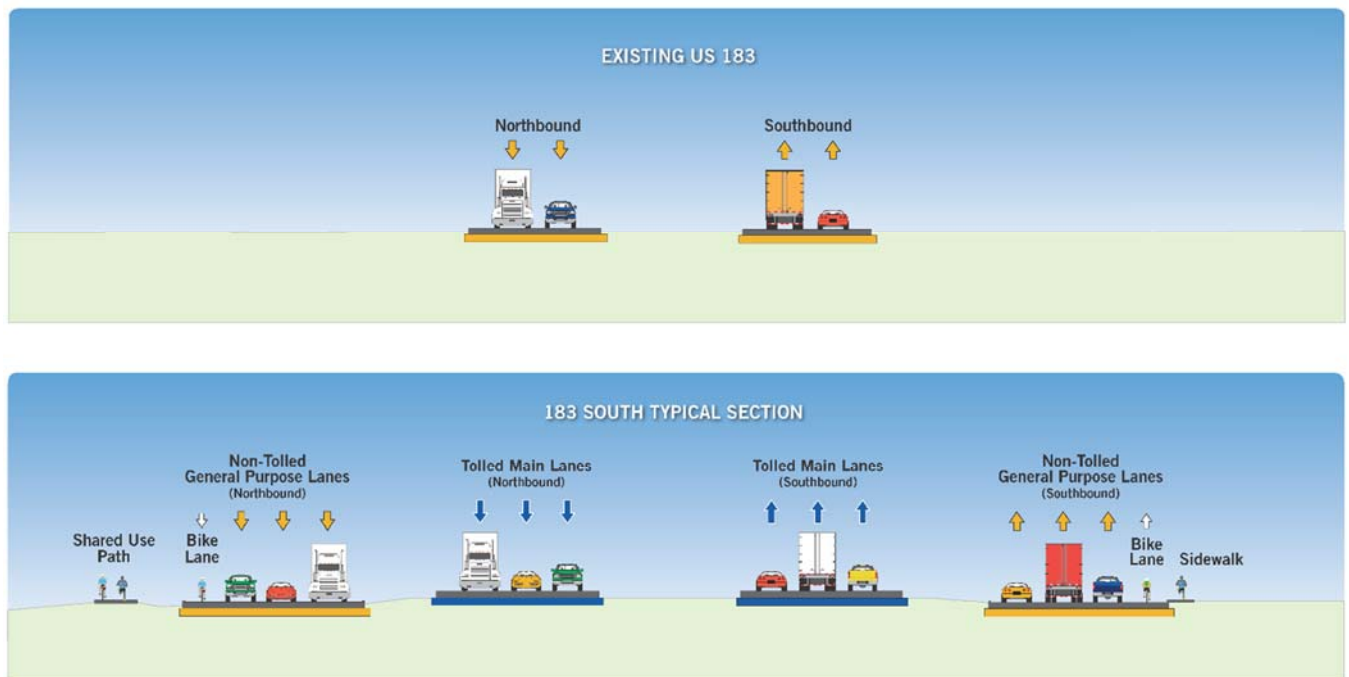 EXISTING US 183
Northbound
Southbound
183 SOUTH TYPICAL SECTION
Shared Use
Path
Bike
Lane
Non-Tolled
General Purpose Lanes
(Northbound)
Tolled Main Lanes
(Northbound)
Tolled Main Lanes
(Southbound)
Non-Tolled
General Purpose Lanes
(Southbound)
Bike
Lane
Sidewalk